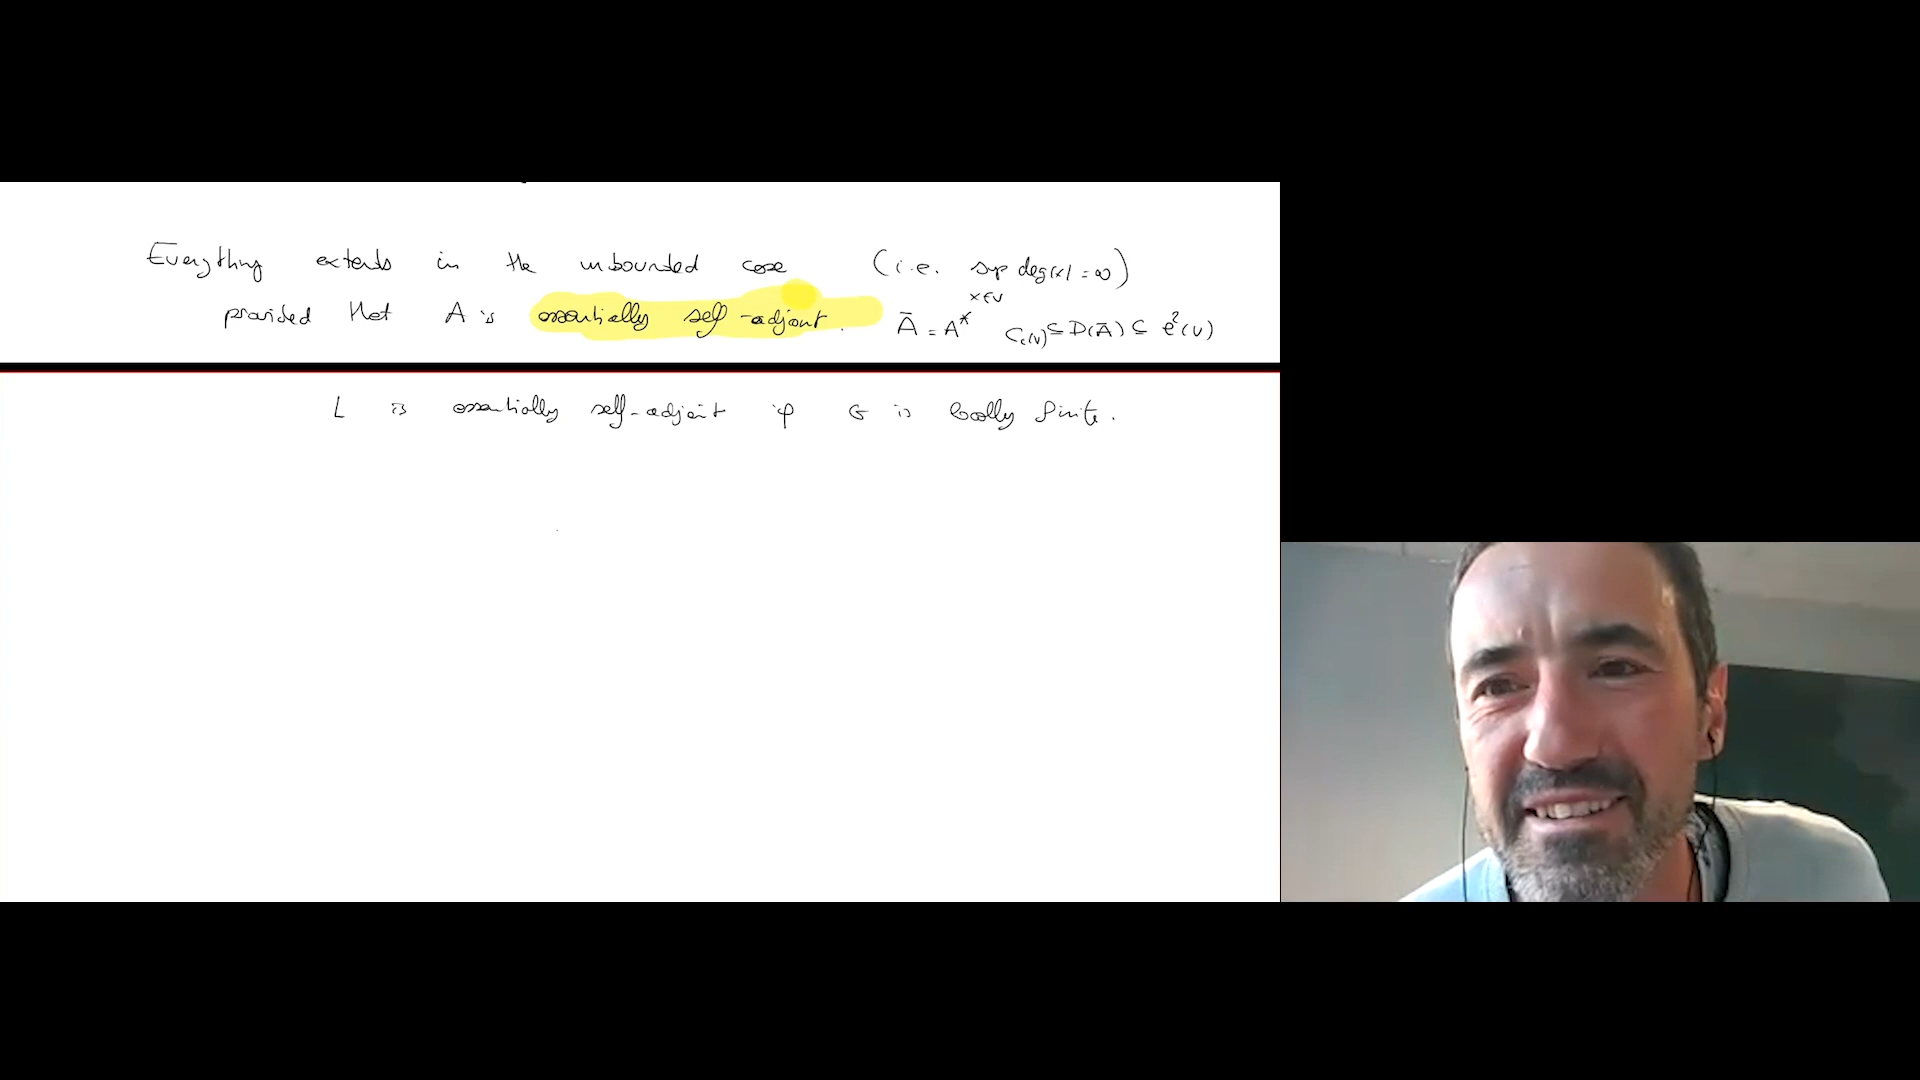 Everything extends in the unbounded case (i.e. sup deg(x) = ∞)
x∈V
provided that A is essentially self-adjoint. Ā = A* C_c(V) ⊆ D(Ā) ⊆ ℓ²(V)
L is essentially self-adjoint if G is locally finite.